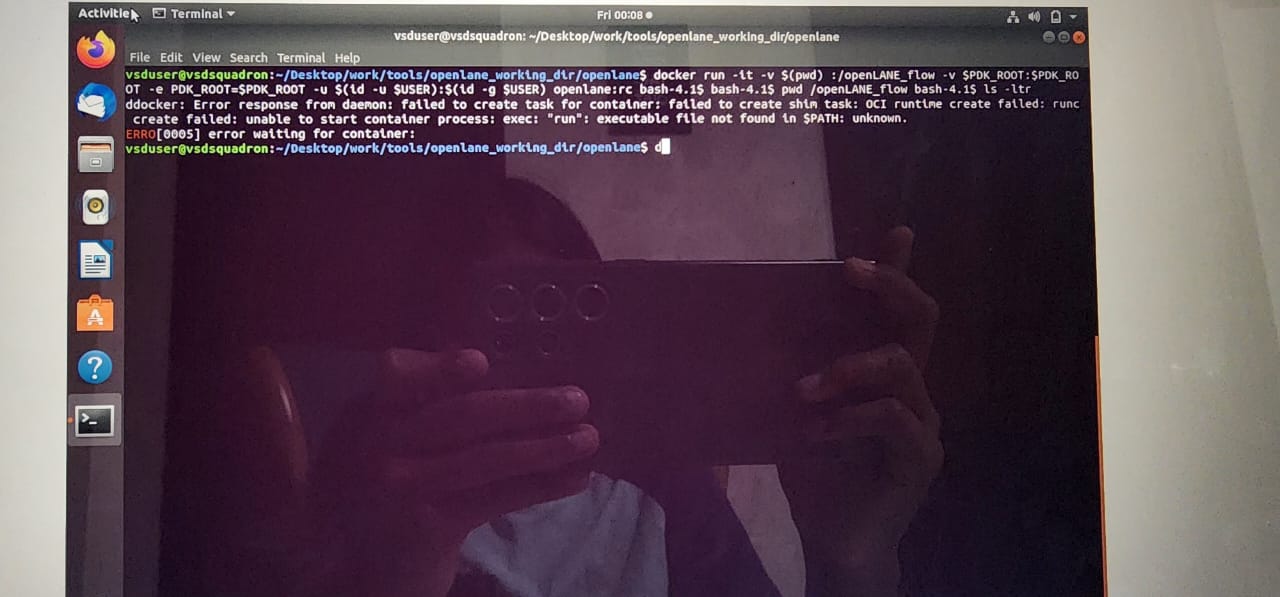 Activities Terminal Fri 00:08
vsduser@vsdsquadron: ~/Desktop/work/tools/openlane_working_dir/openlane
File Edit View Search Terminal Help
vsduser@vsdsquadron:~/Desktop/work/tools/openlane_working_dir/openlane$ docker run -it -v $(pwd) :/openLANE_flow -v $PDK_ROOT:$PDK_RO
OT -e PDK_ROOT=$PDK_ROOT -u $(id -u $USER):$(id -g $USER) openlane:rc bash-4.1$ bash-4.1$ pwd /openLANE_flow bash-4.1$ ls -ltr
ddocker: Error response from daemon: failed to create task for container: failed to create shim task: OCI runtime create failed: runc
create failed: unable to start container process: exec: "run": executable file not found in $PATH: unknown.
ERRO[0005] error waiting for container:
vsduser@vsdsquadron:~/Desktop/work/tools/openlane_working_dir/openlane$ d